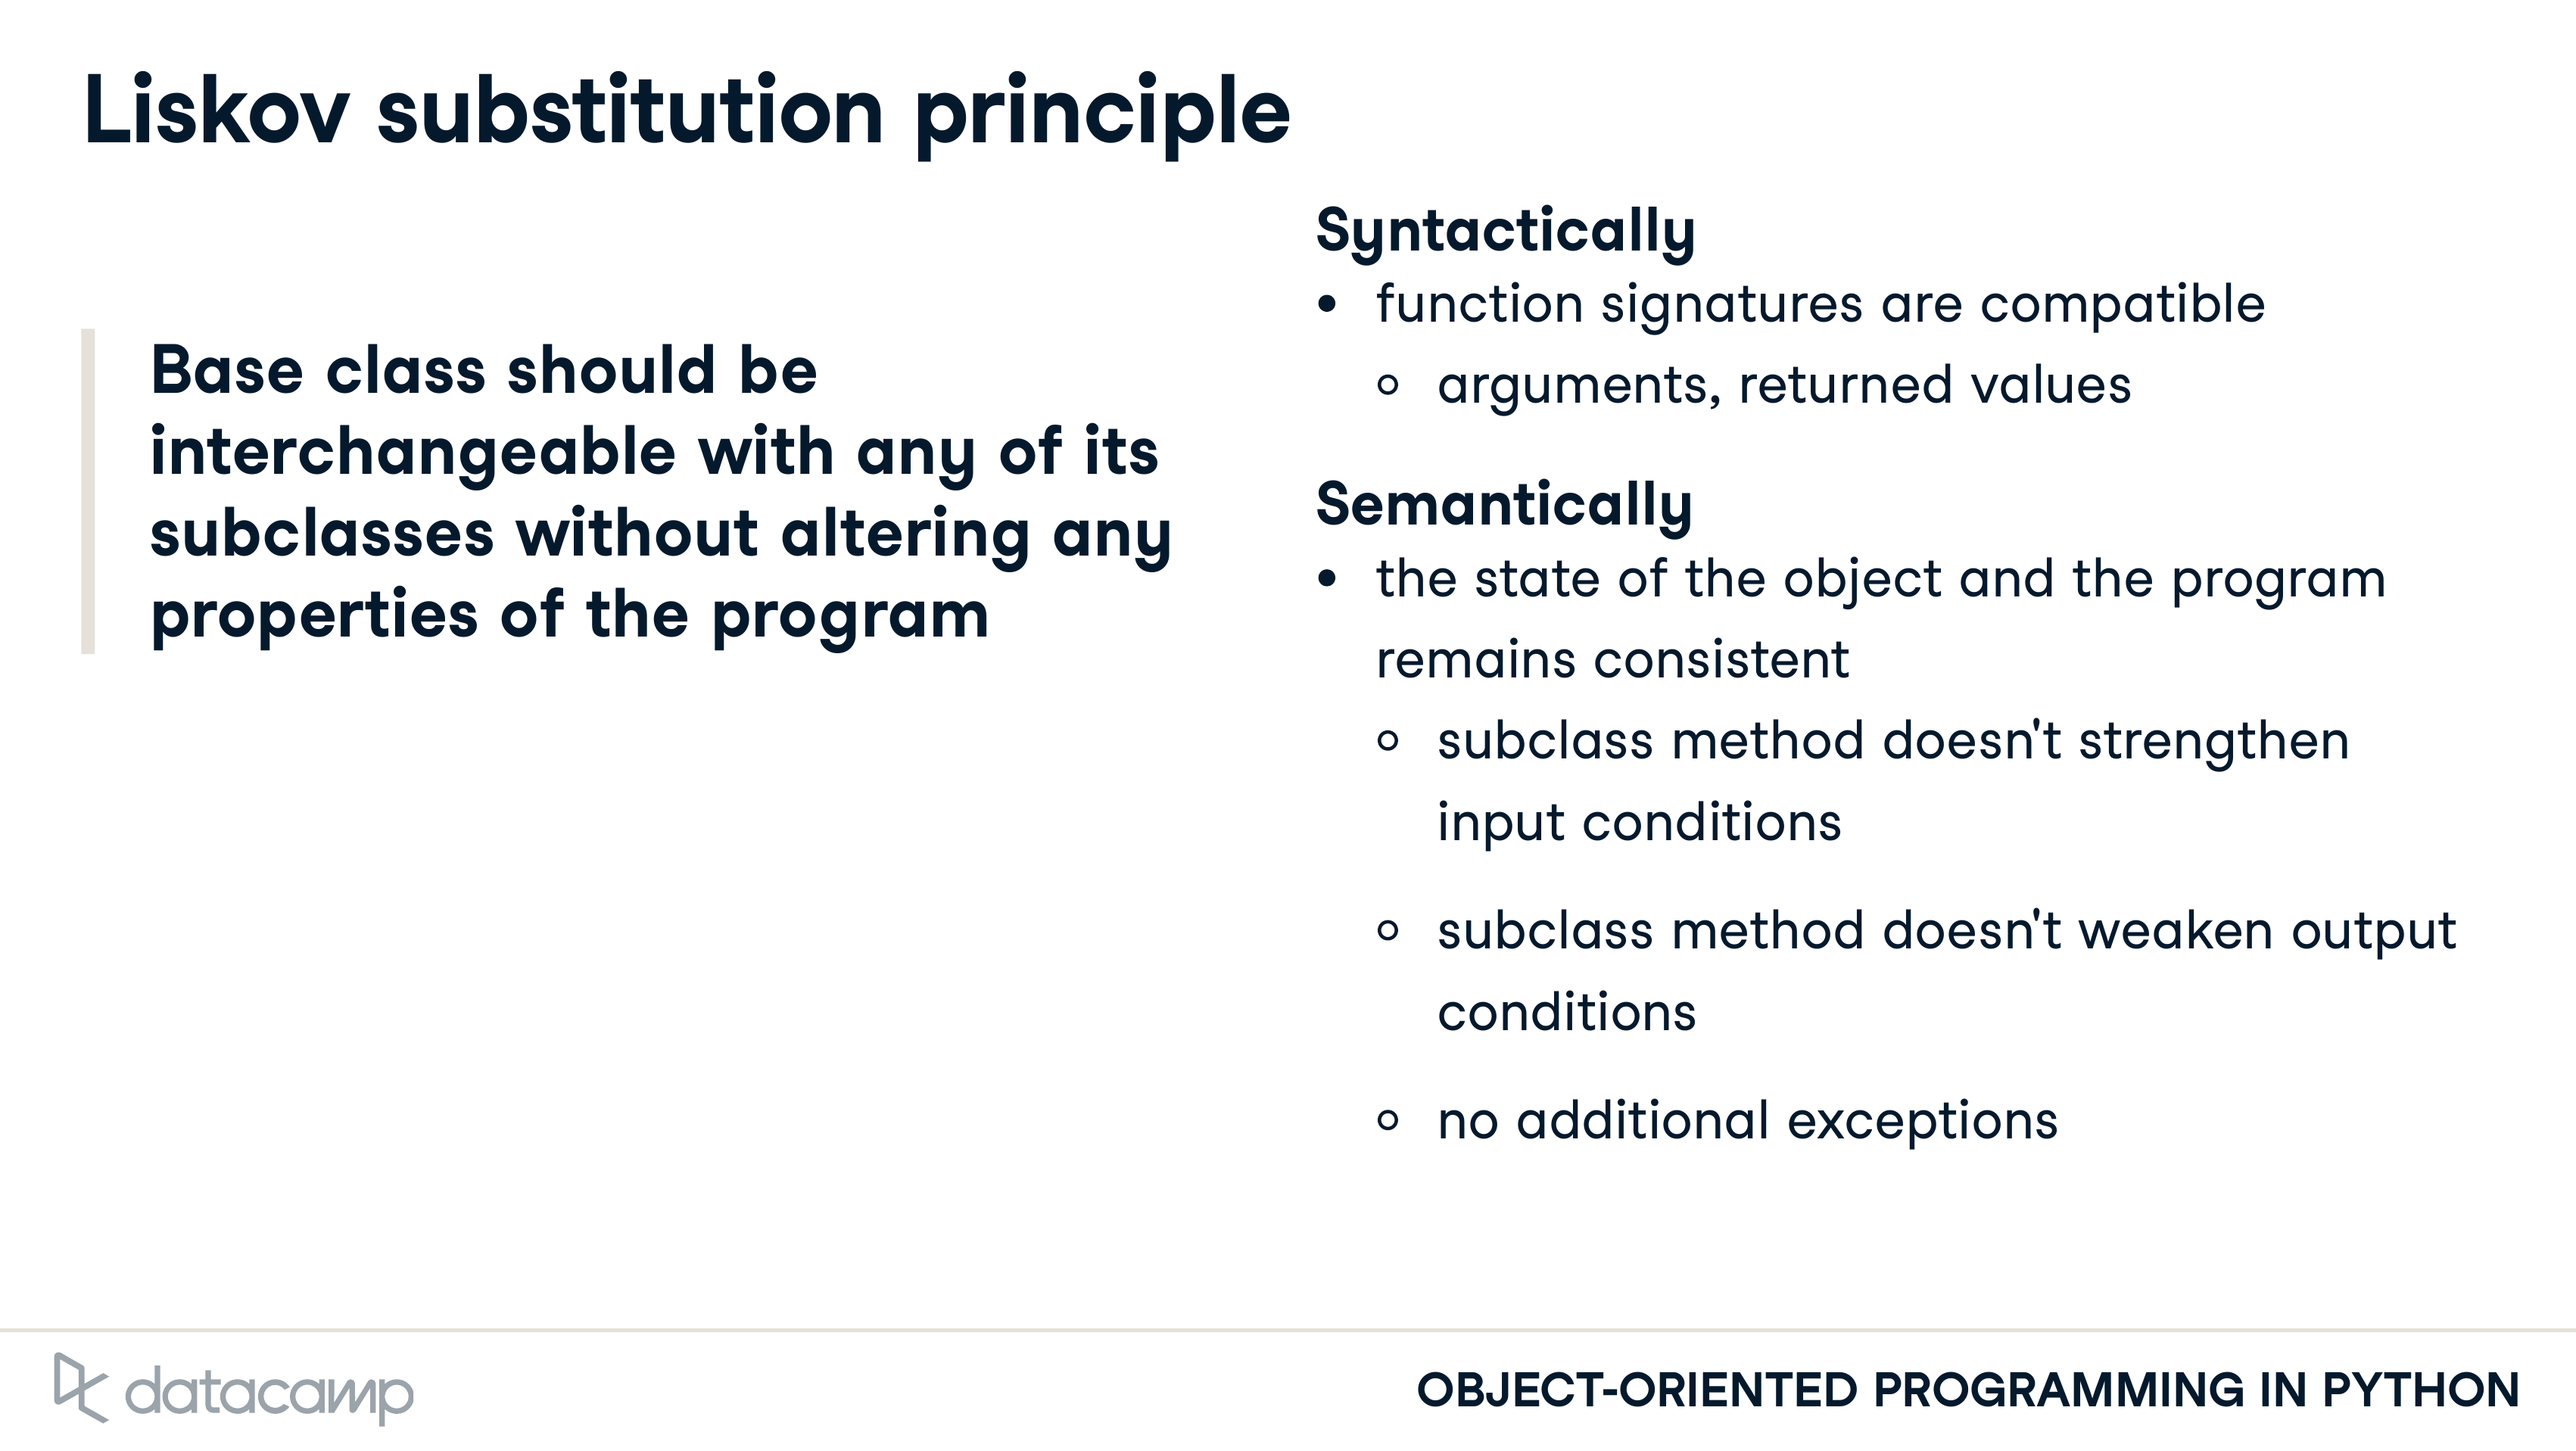 Liskov substitution principle
Base class should be
interchangeable with any of its
subclasses without altering any
properties of the program
Syntactically
• function signatures are compatible
○ arguments, returned values
Semantically
• the state of the object and the program
remains consistent
○ subclass method doesn't strengthen
input conditions
○ subclass method doesn't weaken output
conditions
○ no additional exceptions
datacamp
OBJECT-ORIENTED PROGRAMMING IN PYTHON